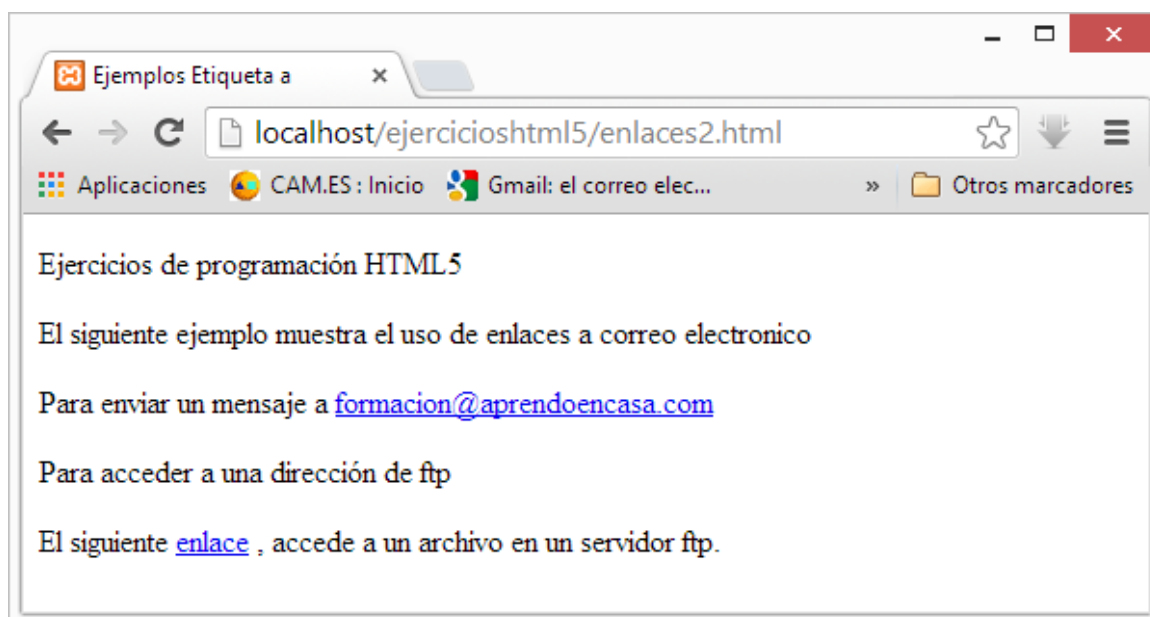 Ejemplos Etiqueta a
localhost/ejercicioshtml5/enlaces2.html
Aplicaciones CAM.ES : Inicio Gmail: el correo elec... » Otros marcadores
Ejercicios de programación HTML5
El siguiente ejemplo muestra el uso de enlaces a correo electronico
Para enviar un mensaje a formacion@aprendoencasa.com
Para acceder a una dirección de ftp
El siguiente enlace , accede a un archivo en un servidor ftp.